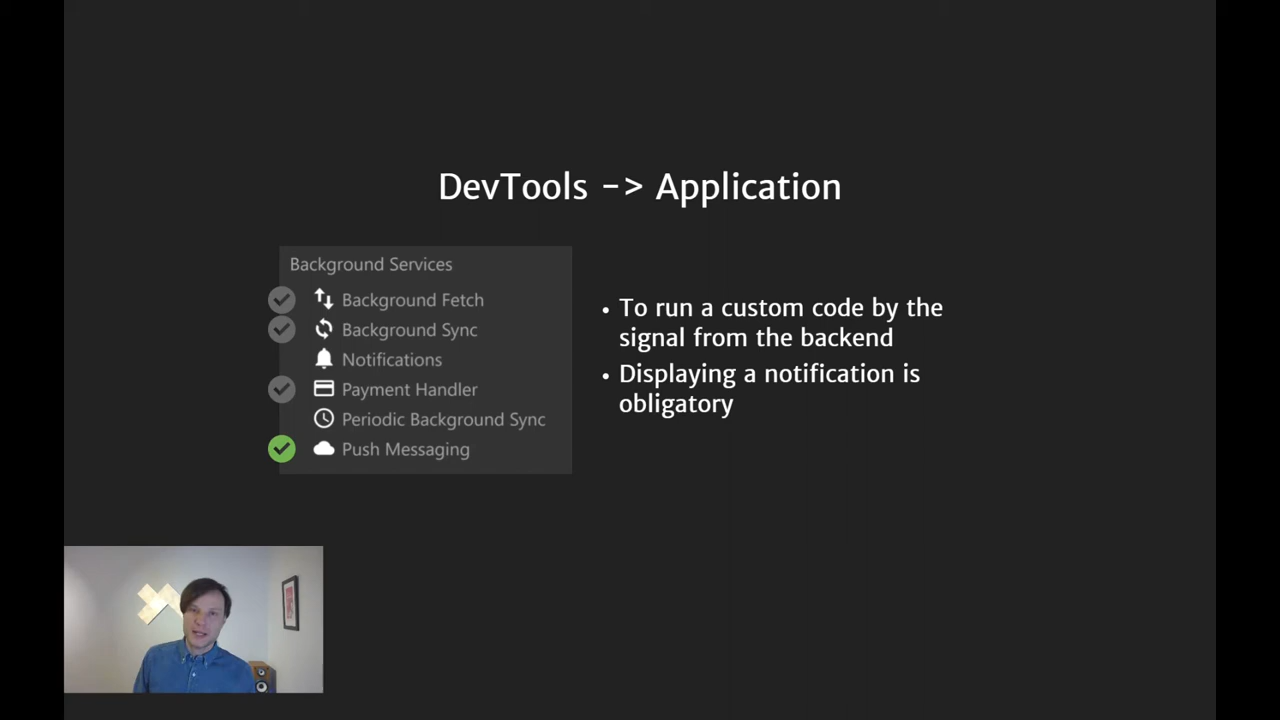 DevTools -> Application
Background Services
Background Fetch
Background Sync
Notifications
Payment Handler
Periodic Background Sync
Push Messaging
• To run a custom code by the
signal from the backend
• Displaying a notification is
obligatory